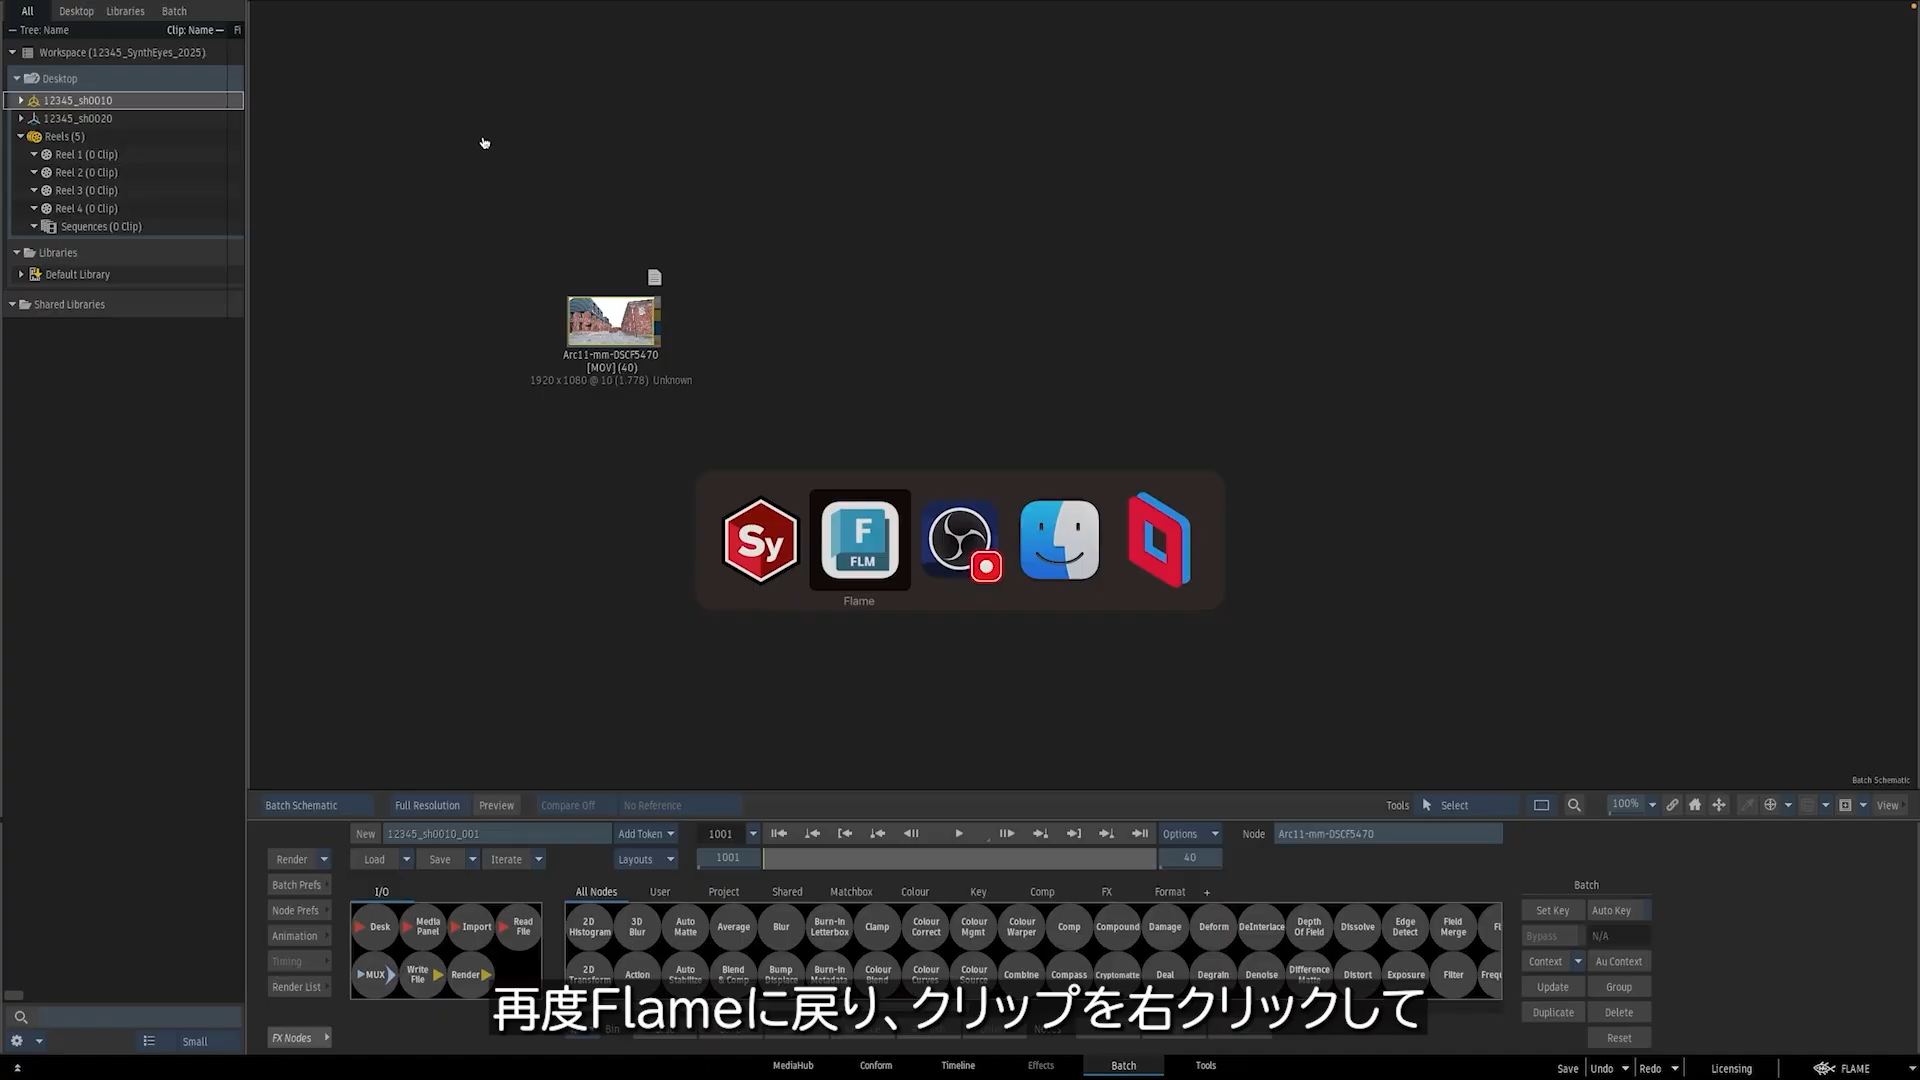 All Desktop Libraries Batch
Tree: Name Clip: Name Fi
Workspace (12345_SynthEyes_2025)
Desktop
12345_sh0010
12345_sh0020
Reels (5)
Reel 1 (0 Clip)
Reel 2 (0 Clip)
Reel 3 (0 Clip)
Reel 4 (0 Clip)
Sequences (0 Clip)
Libraries
Default Library
Shared Libraries
Arc11-mm-DSCF5470
[MOV] (40)
1920 x 1080 @ 10 (1.778) Unknown
Sy
F
FLM
Flame
Batch Schematic
Batch Schematic Full Resolution Preview Compare Off No Reference Tools Select 100% View
New 12345_sh0010_001 Add Token 1001 Options Node Arc11-mm-DSCF5470
Render Load Save Iterate Layouts 1001 40
Batch Prefs
Node Prefs
Animation
Timing
Render List
FX Nodes
I/O
Desk Media Panel Import Read File
MUX Write File Render
All Nodes User Project Shared Matchbox Colour Key Comp FX Format +
2D Histogram 3D Blur Auto Matte Average Blur Burn-in Letterbox Clamp Colour Correct Colour Mgmt Colour Warper Comp Compound Damage Deform DeInterlace Depth Of Field Dissolve Edge Detect Field Merge Fl
2D Transform Action Auto Stabilize Blend & Comp Bump Displace Burn-in Metadata Colour Blend Colour Curves Colour Source Combine Compass Cryptomatte Deal Degrain Denoise Difference Matte Distort Exposure Filter Freq
Batch
Set Key Auto Key
Bypass N/A
Context Au Context
Update Group
Duplicate Delete
Reset
再度Flameに戻り、クリップを右クリックして
Bin
Small
MediaHub Conform Timeline Effects Batch Tools
Save Undo Redo Licensing FLAME